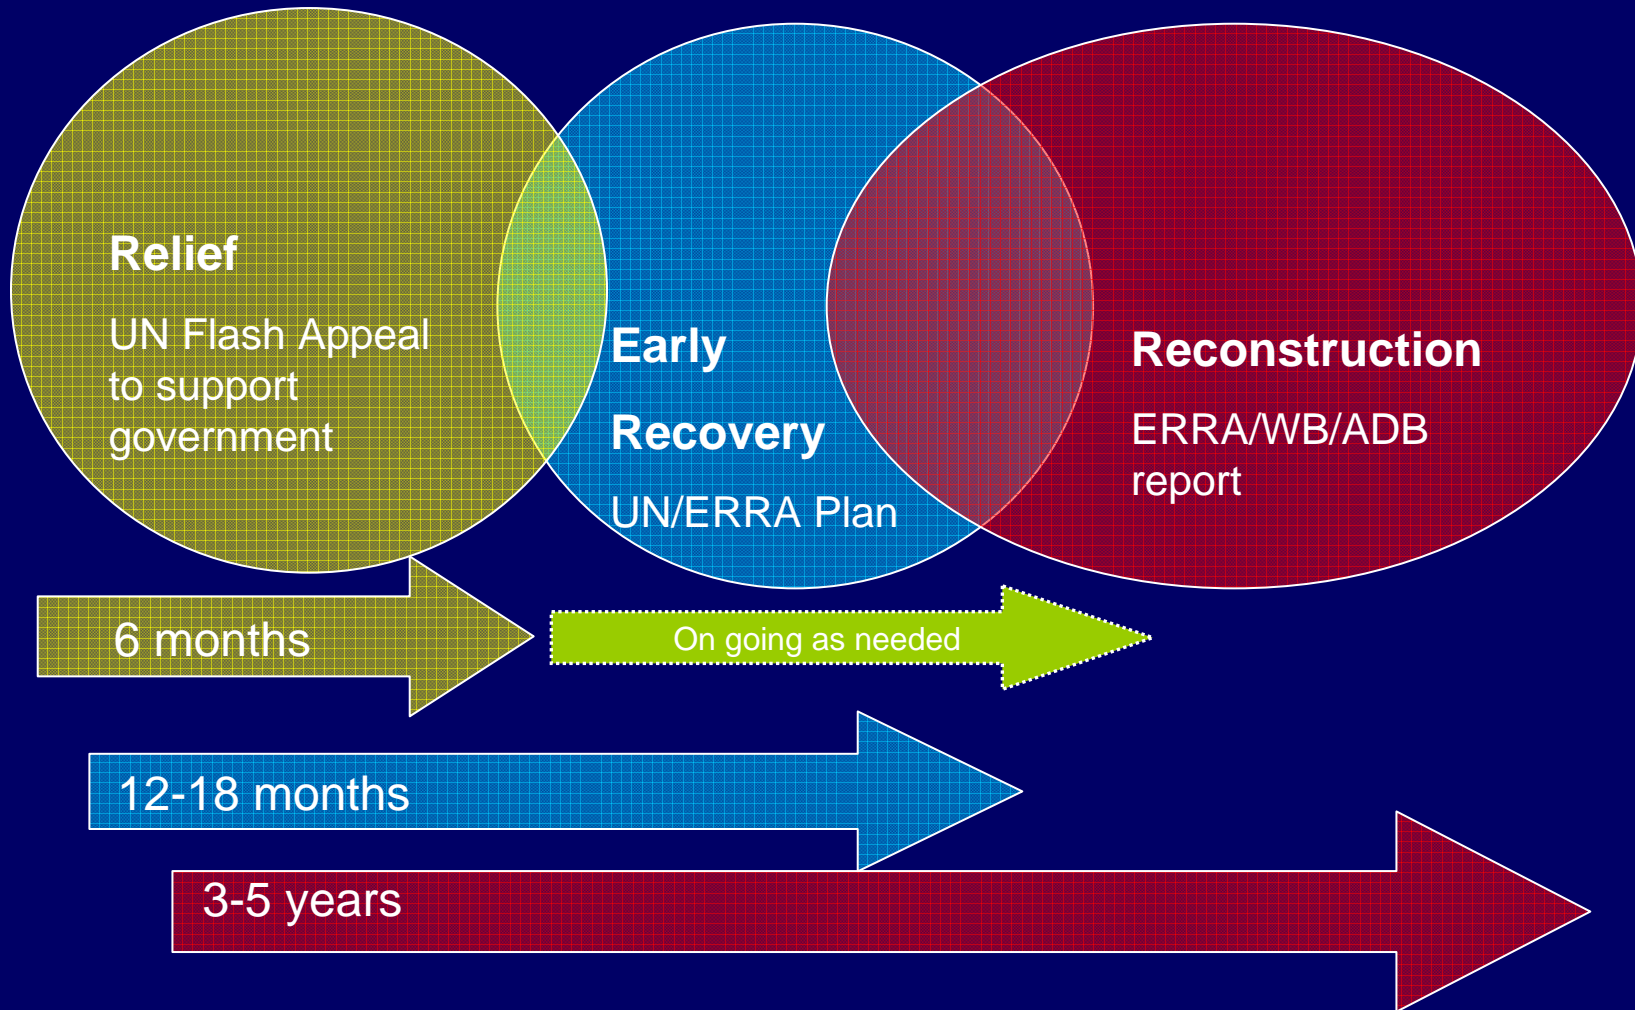 Relief
UN Flash Appeal
to support
government
Early
Recovery
UN/ERRA Plan
Reconstruction
ERRA/WB/ADB
report
6 months
On going as needed
12-18 months
3-5 years